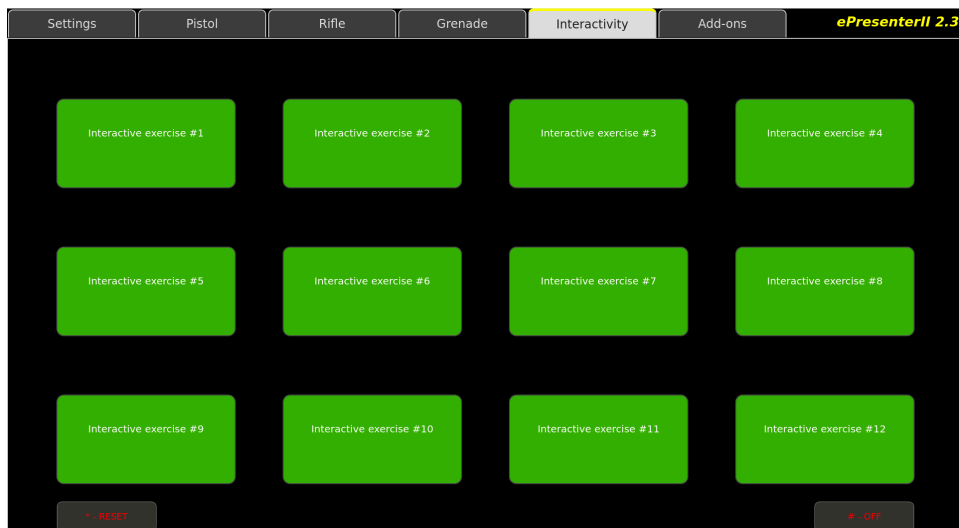 Settings Pistol Rifle Grenade Interactivity Add-ons ePresenterII 2.3
Interactive exercise #1 Interactive exercise #2 Interactive exercise #3 Interactive exercise #4
Interactive exercise #5 Interactive exercise #6 Interactive exercise #7 Interactive exercise #8
Interactive exercise #9 Interactive exercise #10 Interactive exercise #11 Interactive exercise #12
* - RESET # - OFF